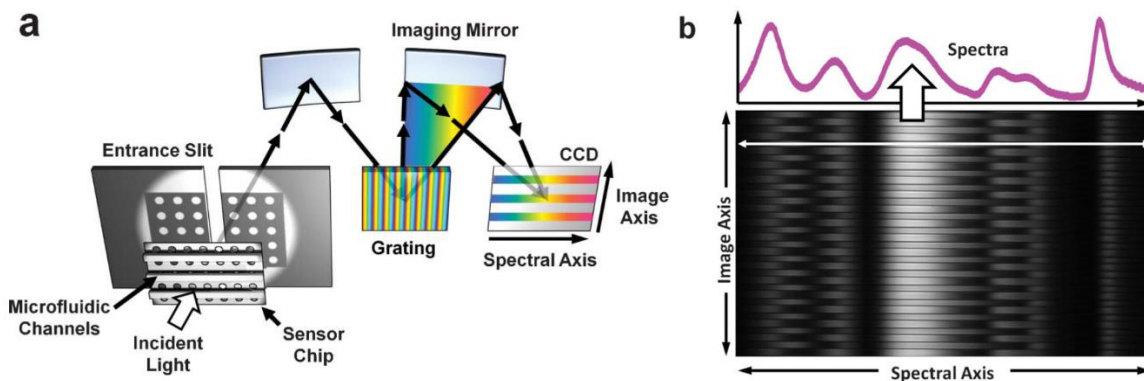 a
Imaging Mirror
Entrance Slit
CCD
Image
Axis
Grating
Spectral Axis
Microfluidic
Channels
Incident
Light
Sensor
Chip
b
Spectra
Image Axis
Spectral Axis